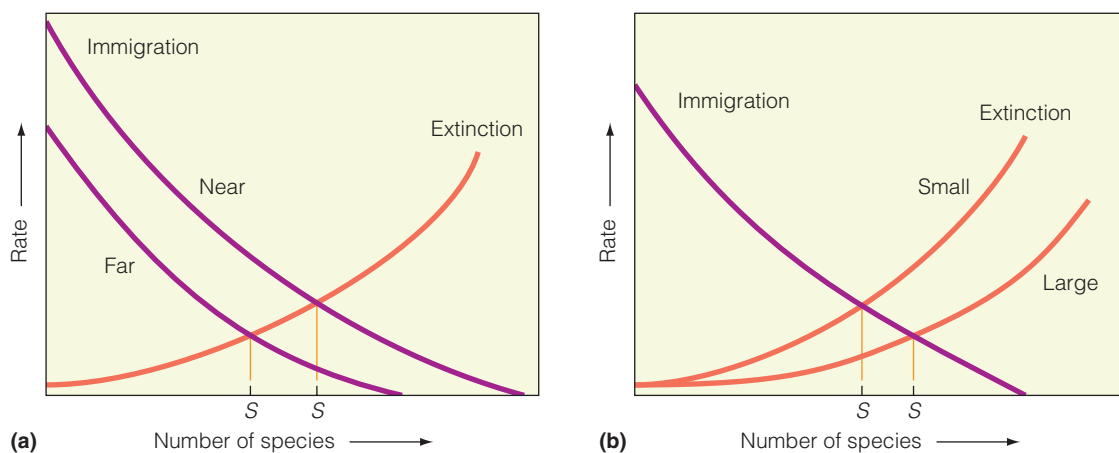 Immigration
Extinction
Near
Far
Rate
S
S
(a)
Number of species
Immigration
Extinction
Small
Large
Rate
S
S
(b)
Number of species